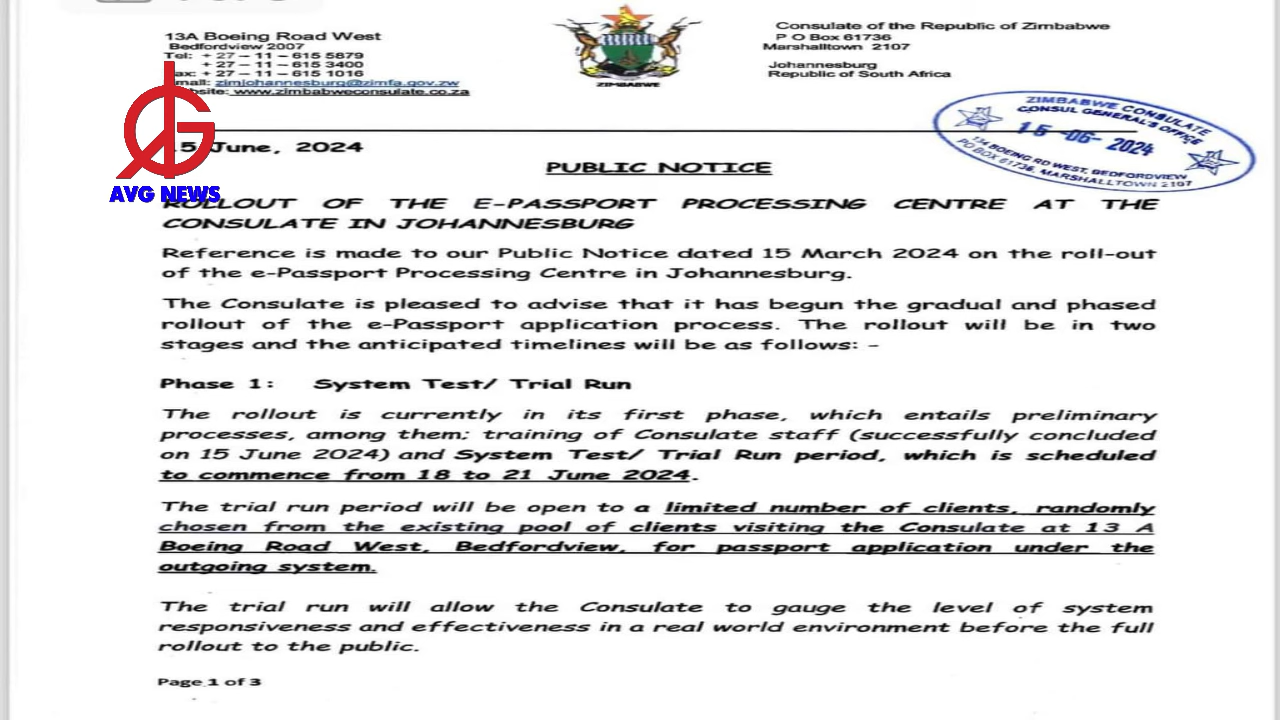 13A Boeing Road West
Bedfordview 2007
Tel: + 27 – 11 – 615 5879
+ 27 – 11 – 615 3400
ax: + 27 – 11 – 615 1016
mail: zimjohannesburg@zimfa.gov.zw
bsite: www.zimbabweconsulate.co.za
ZIMBABWE
Consulate of the Republic of Zimbabwe
P O Box 61736
Marshalltown 2107
Johannesburg
Republic of South Africa
ZIMBABWE CONSULATE
CONSUL GENERAL'S OFFICE
15 -06- 2024
13A BOEING RD WEST, BEDFORDVIEW
PO BOX 61736, MARSHALLTOWN 2107
G
AVG NEWS
15 June, 2024
PUBLIC NOTICE
ROLLOUT OF THE E-PASSPORT PROCESSING CENTRE AT THE
CONSULATE IN JOHANNESBURG
Reference is made to our Public Notice dated 15 March 2024 on the roll-out
of the e-Passport Processing Centre in Johannesburg.
The Consulate is pleased to advise that it has begun the gradual and phased
rollout of the e-Passport application process. The rollout will be in two
stages and the anticipated timelines will be as follows: -
Phase 1: System Test/ Trial Run
The rollout is currently in its first phase, which entails preliminary
processes, among them; training of Consulate staff (successfully concluded
on 15 June 2024) and System Test/ Trial Run period, which is scheduled
to commence from 18 to 21 June 2024.
The trial run period will be open to a limited number of clients, randomly
chosen from the existing pool of clients visiting the Consulate at 13 A
Boeing Road West, Bedfordview, for passport application under the
outgoing system.
The trial run will allow the Consulate to gauge the level of system
responsiveness and effectiveness in a real world environment before the full
rollout to the public.
Page 1 of 3